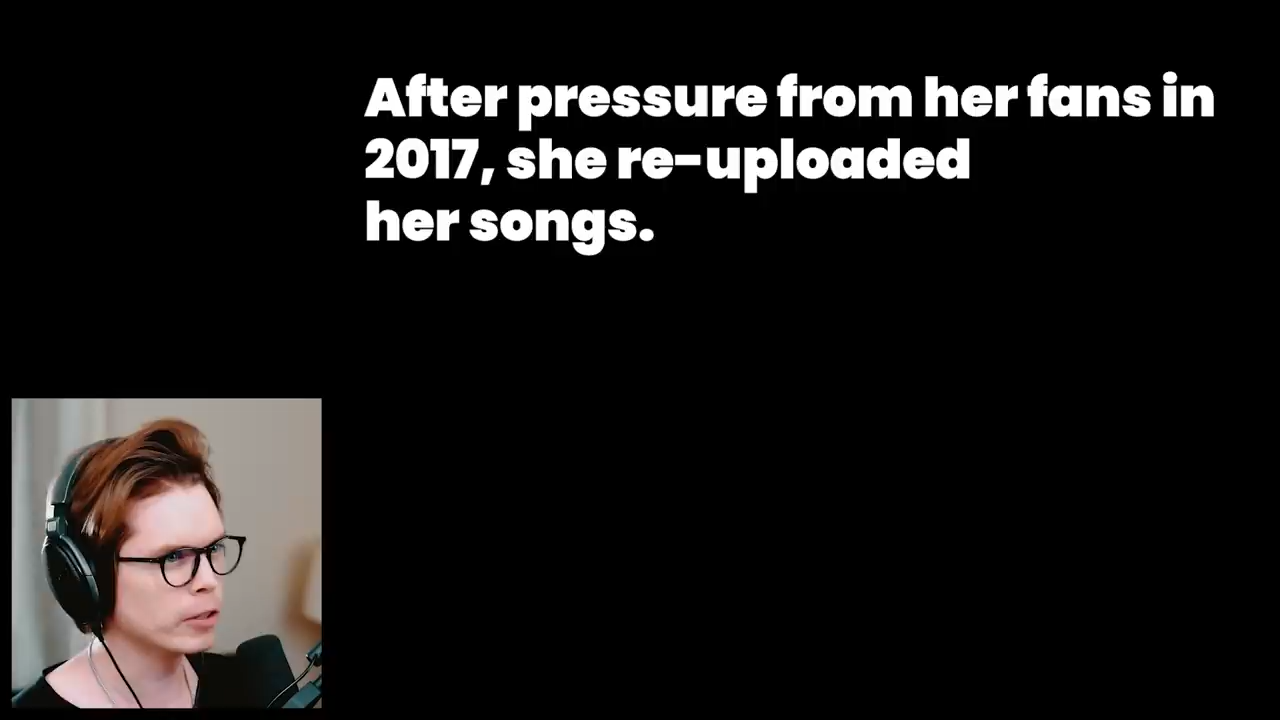 After pressure from her fans in
2017, she re-uploaded
her songs.